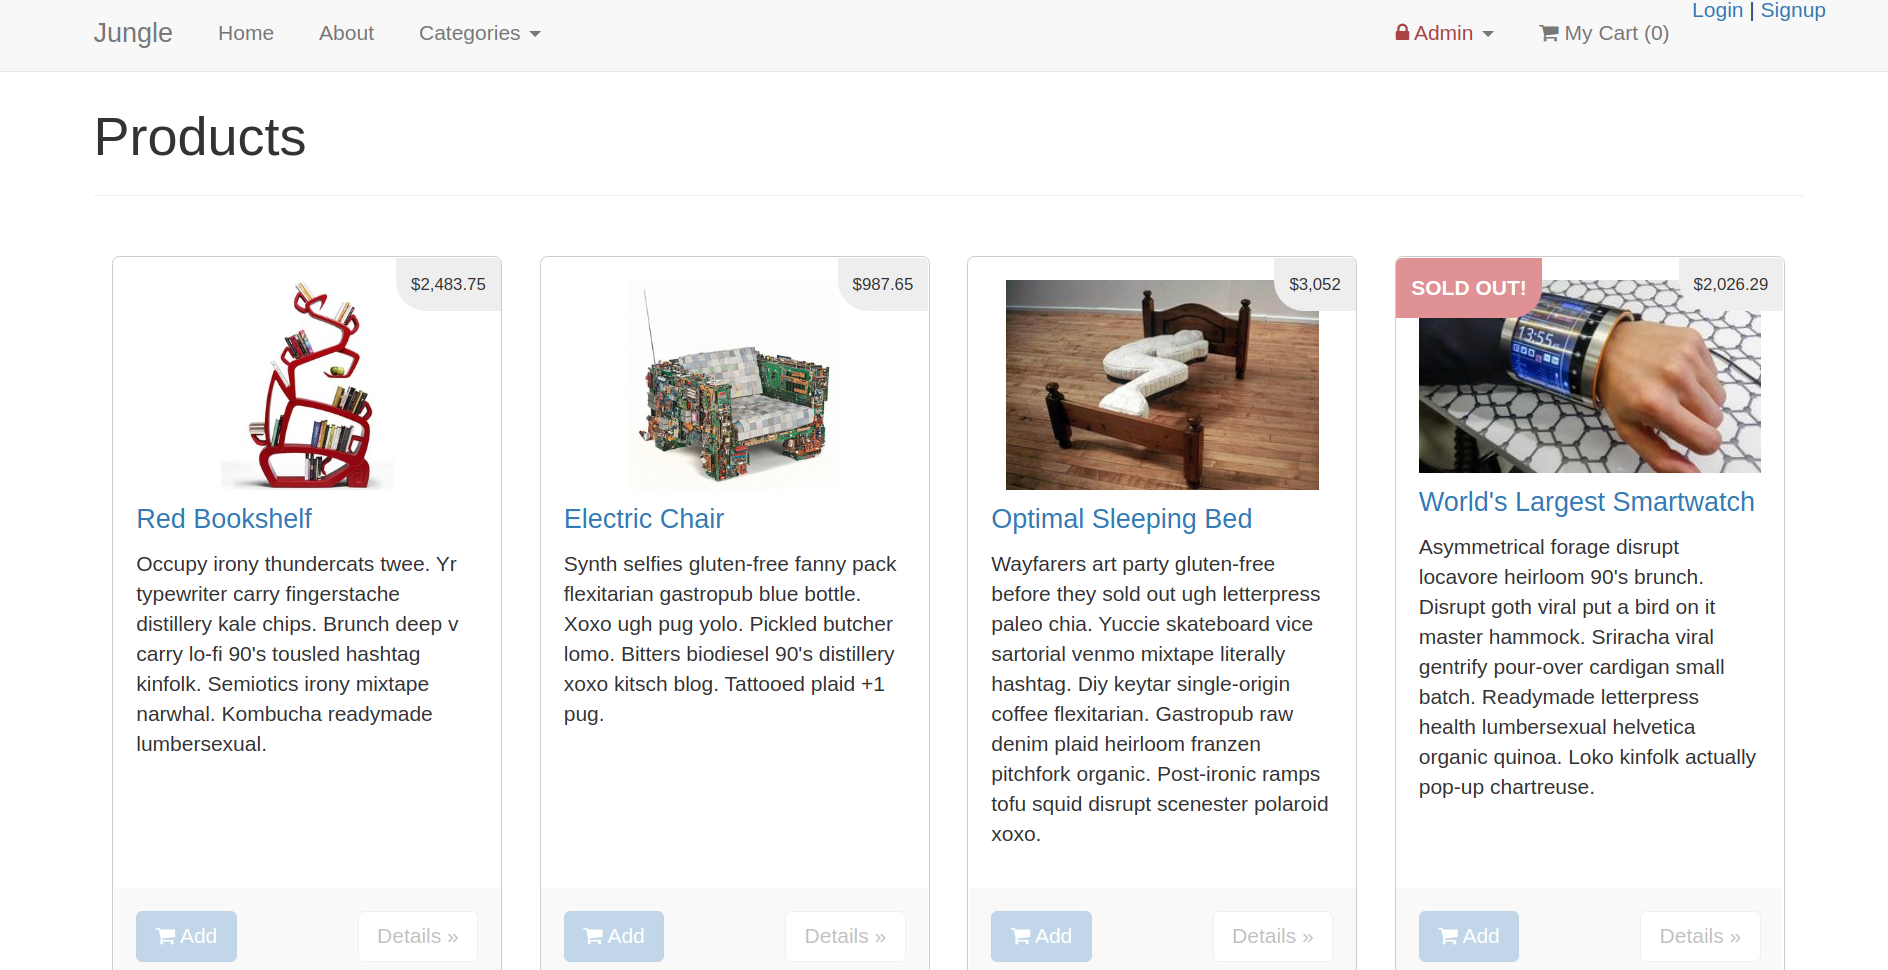 Jungle Home About Categories Admin My Cart (0) Login | Signup
Products
$2,483.75
Red Bookshelf
Occupy irony thundercats twee. Yr
typewriter carry fingerstache
distillery kale chips. Brunch deep v
carry lo-fi 90's tousled hashtag
kinfolk. Semiotics irony mixtape
narwhal. Kombucha readymade
lumbersexual.
Add Details »
$987.65
Electric Chair
Synth selfies gluten-free fanny pack
flexitarian gastropub blue bottle.
Xoxo ugh pug yolo. Pickled butcher
lomo. Bitters biodiesel 90's distillery
xoxo kitsch blog. Tattooed plaid +1
pug.
Add Details »
$3,052
Optimal Sleeping Bed
Wayfarers art party gluten-free
before they sold out ugh letterpress
paleo chia. Yuccie skateboard vice
sartorial venmo mixtape literally
hashtag. Diy keytar single-origin
coffee flexitarian. Gastropub raw
denim plaid heirloom franzen
pitchfork organic. Post-ironic ramps
tofu squid disrupt scenester polaroid
xoxo.
Add Details »
SOLD OUT! $2,026.29
13:55
World's Largest Smartwatch
Asymmetrical forage disrupt
locavore heirloom 90's brunch.
Disrupt goth viral put a bird on it
master hammock. Sriracha viral
gentrify pour-over cardigan small
batch. Readymade letterpress
health lumbersexual helvetica
organic quinoa. Loko kinfolk actually
pop-up chartreuse.
Add Details »